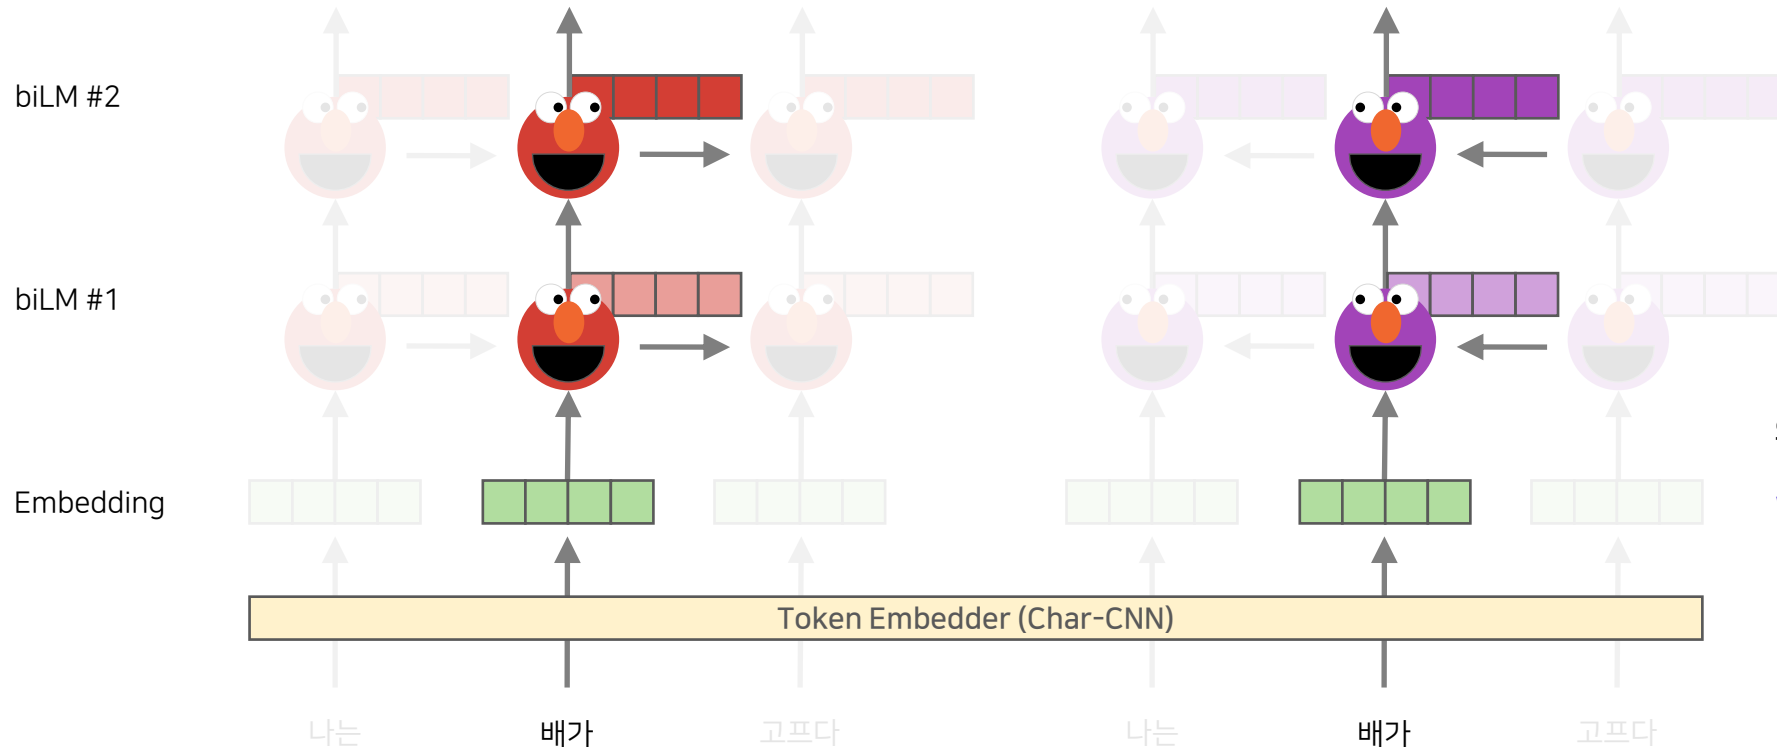 biLM #2
biLM #1
Embedding
Token Embedder (Char-CNN)
나는 배가 고프다 나는 배가 고프다